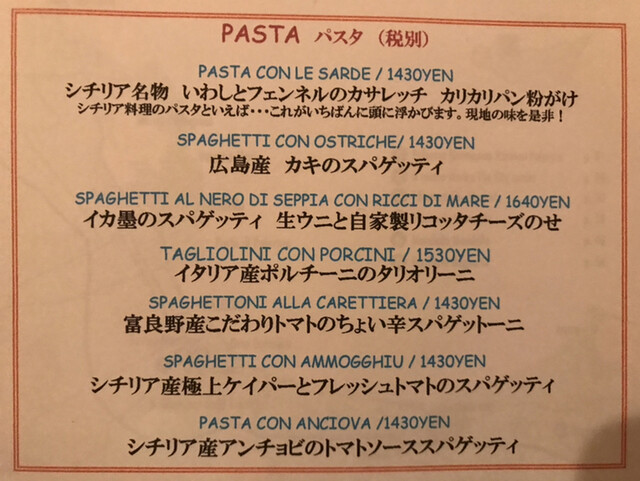 PASTA パスタ (税別)
PASTA CON LE SARDE / 1430YEN
シチリア名物 いわしとフェンネルのカサレッチ カリカリパン粉がけ
シチリア料理のパスタといえば・・・これがいちばんに頭に浮かびます。現地の味を是非!
SPAGHETTI CON OSTRICHE/ 1430YEN
広島産 カキのスパゲッティ
SPAGHETTI AL NERO DI SEPPIA CON RICCI DI MARE / 1640YEN
イカ墨のスパゲッティ 生ウニと自家製リコッタチーズのせ
TAGLIOLINI CON PORCINI / 1530YEN
イタリア産ポルチーニのタリオリーニ
SPAGHETTONI ALLA CARETTIERA / 1430YEN
富良野産こだわりトマトのちょい辛スパゲットーニ
SPAGHETTI CON AMMOGGHIU / 1430YEN
シチリア産極上ケイパーとフレッシュトマトのスパゲッティ
PASTA CON ANCIOVA /1430YEN
シチリア産アンチョビのトマトソーススパゲッティ